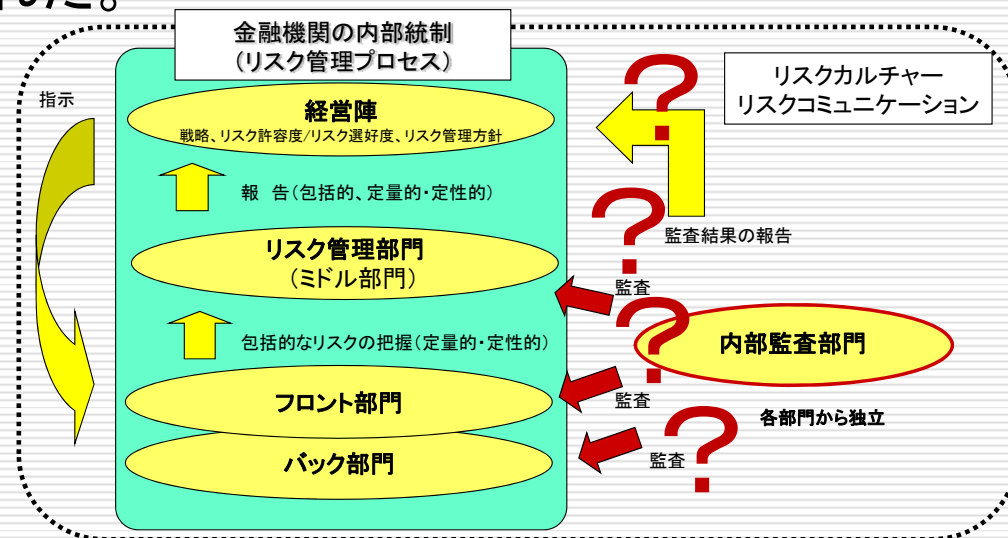 金融機関の内部統制
(リスク管理プロセス)
リスクカルチャー
リスクコミュニケーション
指示
経営陣
戦略、リスク許容度/リスク選好度、リスク管理方針
?
報 告(包括的、定量的・定性的)
?
監査結果の報告
リスク管理部門
(ミドル部門)
監査
?
内部監査部門
包括的なリスクの把握(定量的・定性的)
フロント部門
監査
各部門から独立
?
バック部門
監査